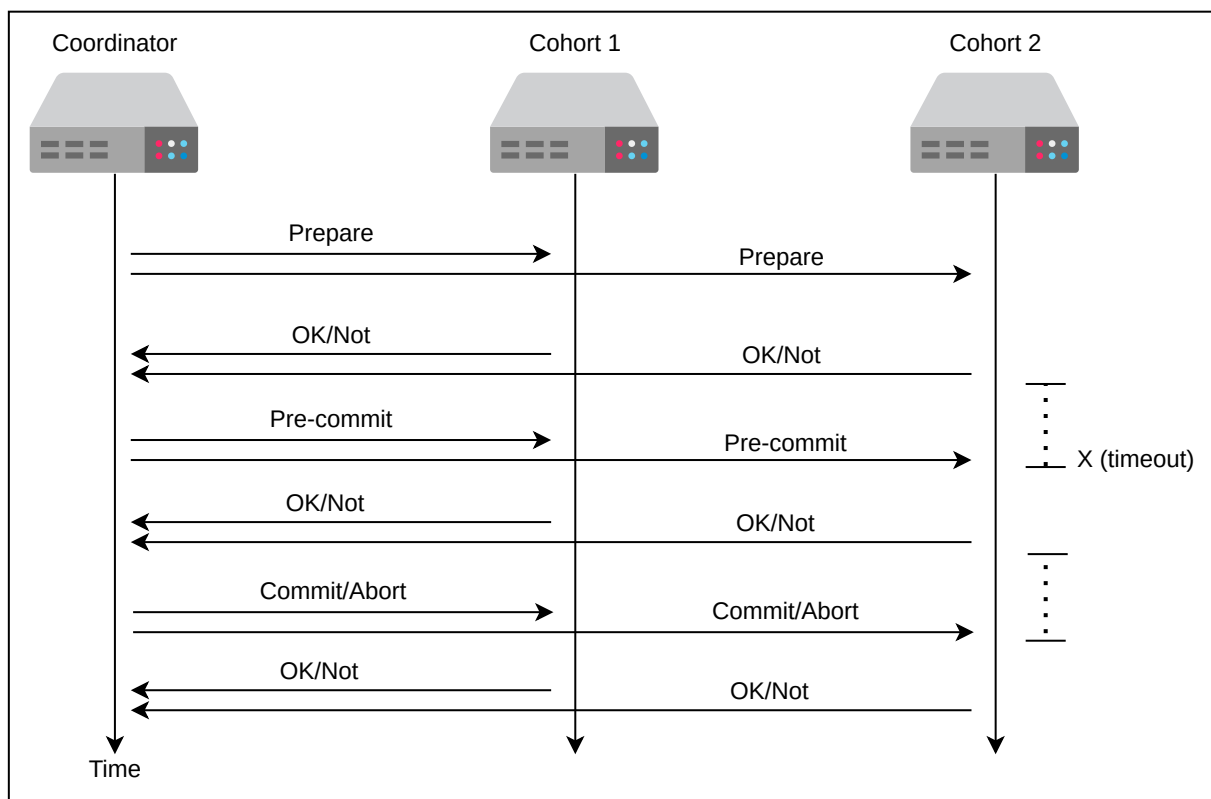 Coordinator
Cohort 1
Cohort 2
Prepare
Prepare
OK/Not
OK/Not
Pre-commit
Pre-commit
X (timeout)
OK/Not
OK/Not
Commit/Abort
Commit/Abort
OK/Not
OK/Not
Time